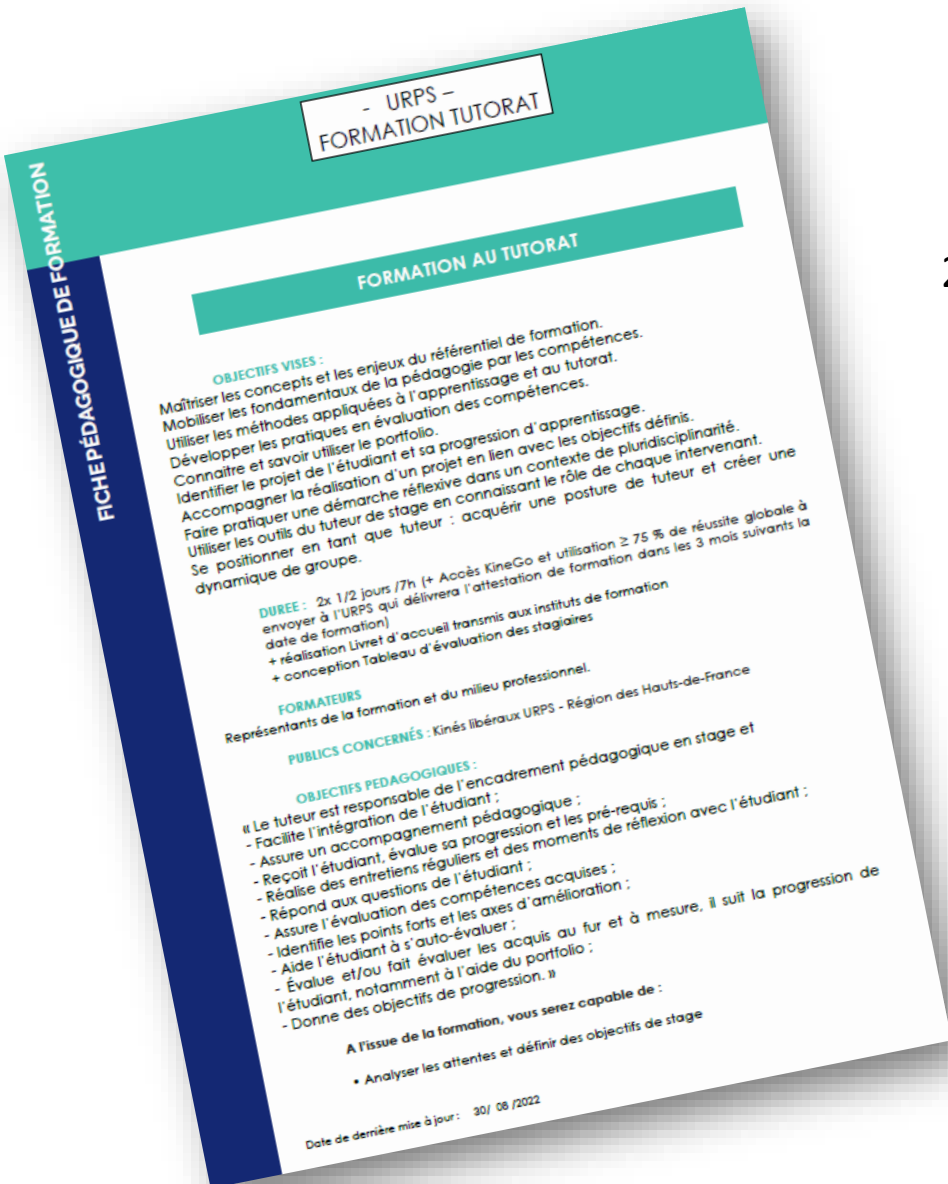 - URPS –
FORMATION TUTORAT
FICHE PÉDAGOGIQUE DE FORMATION
FORMATION AU TUTORAT
OBJECTIFS VISES :
Maîtriser les concepts et les enjeux du référentiel de formation.
Mobiliser les fondamentaux de la pédagogie par les compétences.
Utiliser les méthodes appliquées à l'apprentissage et au tutorat.
Développer les pratiques en évaluation des compétences.
Connaitre et savoir utiliser le portfolio.
Identifier le projet de l'étudiant et sa progression d'apprentissage.
Accompagner la réalisation d'un projet en lien avec les objectifs définis.
Faire pratiquer une démarche réflexive dans un contexte de pluridisciplinarité.
Utiliser les outils du tuteur de stage en connaissant le rôle de chaque intervenant.
Se positionner en tant que tuteur : acquérir une posture de tuteur et créer une
dynamique de groupe.
DUREE : 2x 1/2 jours /7h (+ Accès KineGo et utilisation ≥ 75 % de réussite globale à
envoyer à l'URPS qui délivrera l'attestation de formation dans les 3 mois suivants la
date de formation)
+ réalisation Livret d'accueil transmis aux instituts de formation
+ conception Tableau d'évaluation des stagiaires
FORMATEURS
Représentants de la formation et du milieu professionnel.
PUBLICS CONCERNÉS : Kinés libéraux URPS - Région des Hauts-de-France
OBJECTIFS PEDAGOGIQUES :
« Le tuteur est responsable de l'encadrement pédagogique en stage et
- Facilite l'intégration de l'étudiant ;
- Assure un accompagnement pédagogique ;
- Reçoit l'étudiant, évalue sa progression et les pré-requis ;
- Réalise des entretiens réguliers et des moments de réflexion avec l'étudiant ;
- Répond aux questions de l'étudiant ;
- Assure l'évaluation des compétences acquises ;
- Identifie les points forts et les axes d'amélioration ;
- Aide l'étudiant à s'auto-évaluer ;
- Évalue et/ou fait évaluer les acquis au fur et à mesure, il suit la progression de
l'étudiant, notamment à l'aide du portfolio ;
- Donne des objectifs de progression. »
A l'issue de la formation, vous serez capable de :
• Analyser les attentes et définir des objectifs de stage
Date de dernière mise à jour : 30/ 08 /2022